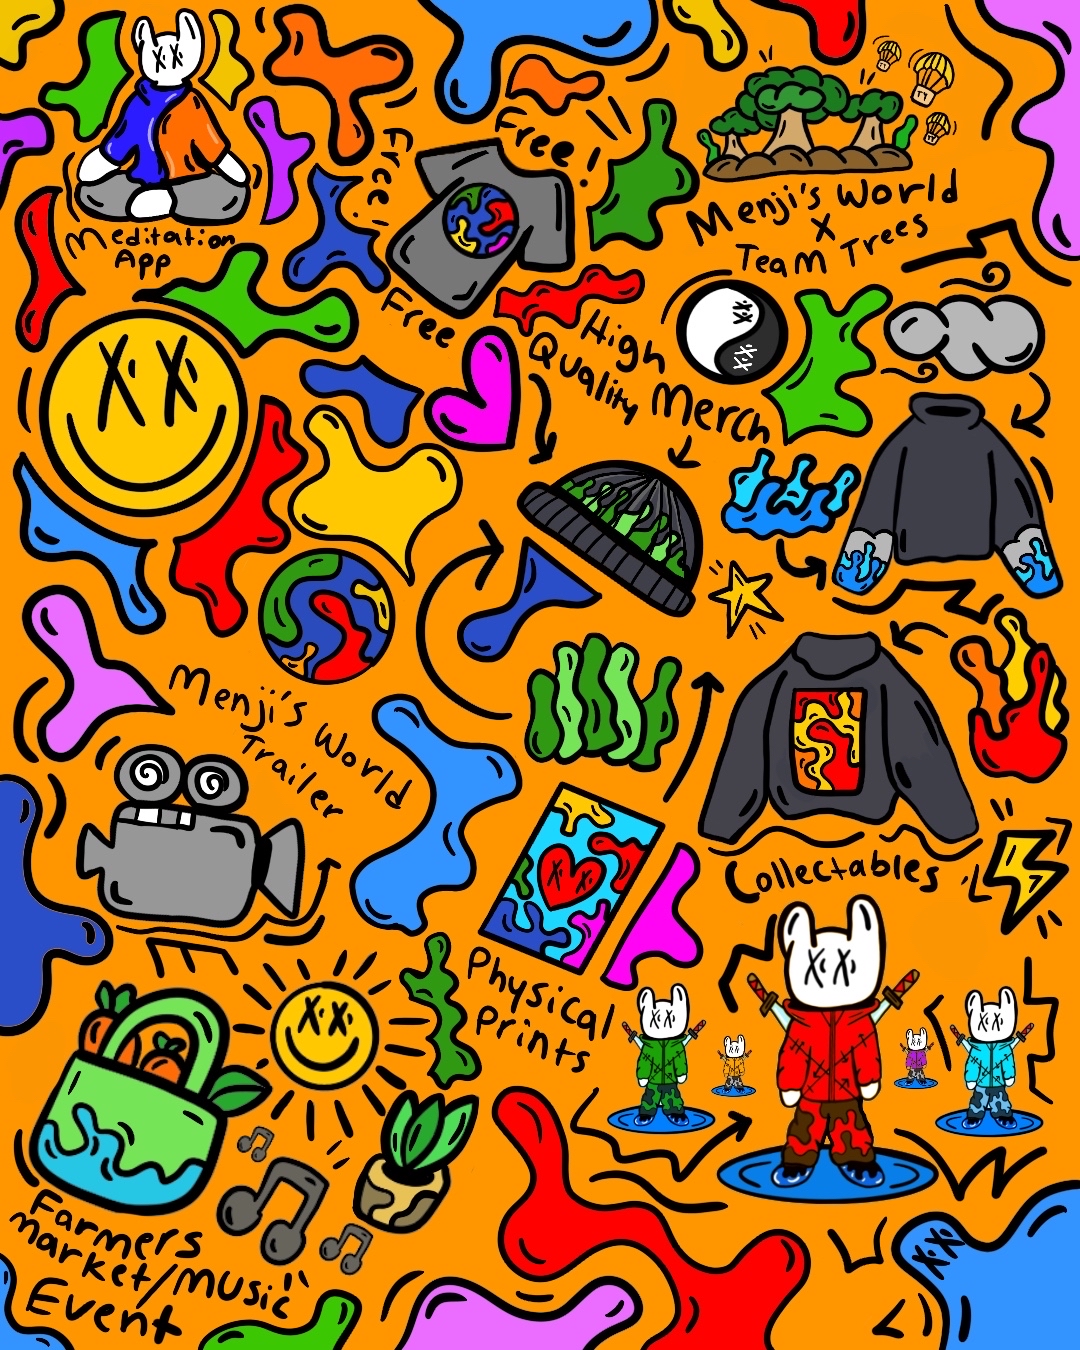 Meditation
App
Free!
Free!
Free
Menji's World
X
Team Trees
High
Quality Merch
Menji's World
Trailer
Collectables
Physical
Prints
Farmers
market/music
Event